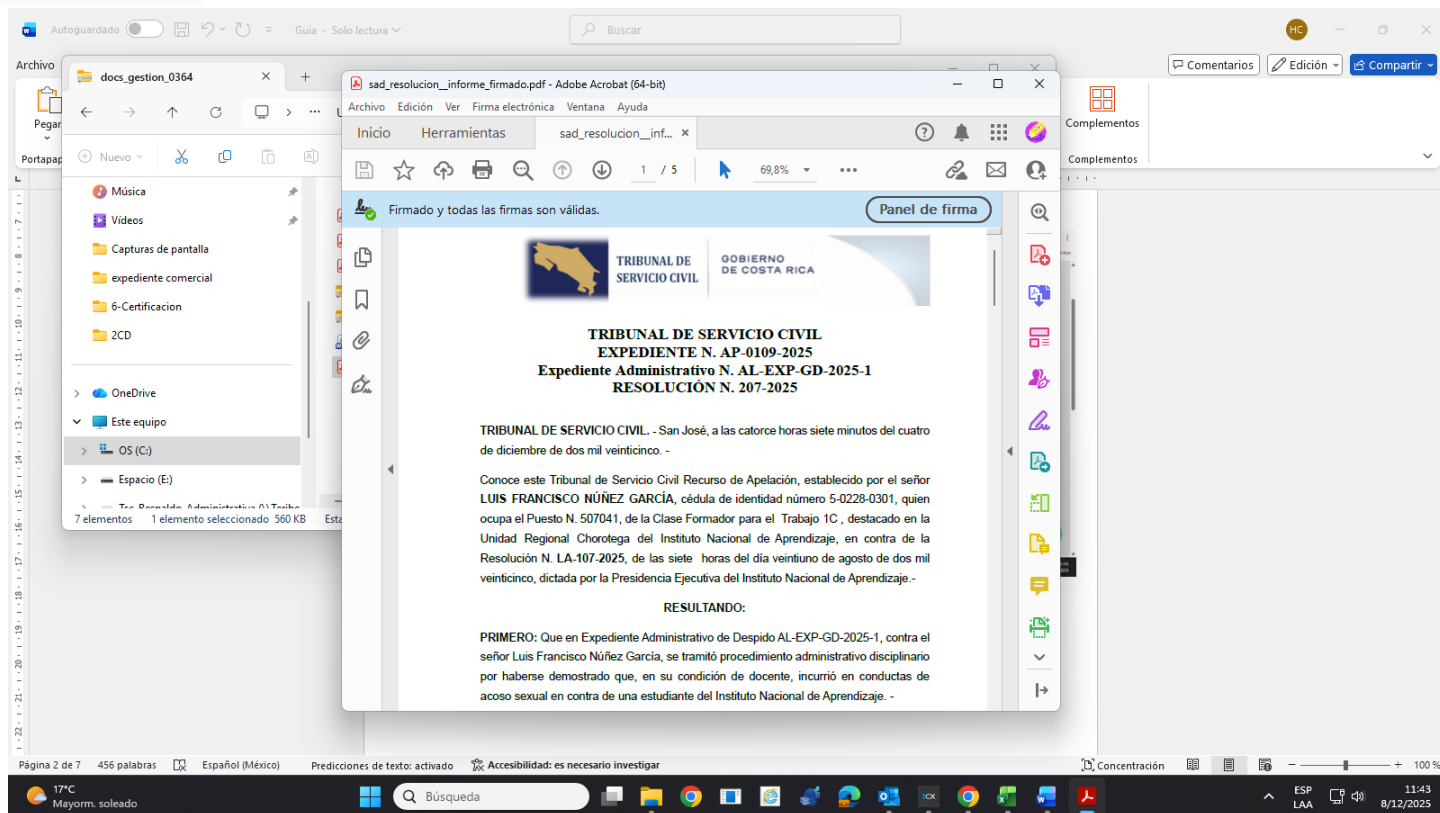 Autoguardado
Guia - Solo lectura
Buscar
HC
Archivo
Comentarios
Edición
Compartir
Pegar
Portapap
Complementos
Complementos
docs_gestion_0364
Nuevo
Música
Vídeos
Capturas de pantalla
expediente comercial
6-Certificacion
2CD
OneDrive
Este equipo
OS (C:)
Espacio (E:)
7 elementos 1 elemento seleccionado 560 KB Esta
sad_resolucion__informe_firmado.pdf - Adobe Acrobat (64-bit)
Archivo Edición Ver Firma electrónica Ventana Ayuda
Inicio Herramientas sad_resolucion__inf... ×
1 / 5 69,8%
Firmado y todas las firmas son válidas.
Panel de firma
TRIBUNAL DE
SERVICIO CIVIL
GOBIERNO
DE COSTA RICA
TRIBUNAL DE SERVICIO CIVIL
EXPEDIENTE N. AP-0109-2025
Expediente Administrativo N. AL-EXP-GD-2025-1
RESOLUCIÓN N. 207-2025
TRIBUNAL DE SERVICIO CIVIL. - San José, a las catorce horas siete minutos del cuatro
de diciembre de dos mil veinticinco. -
Conoce este Tribunal de Servicio Civil Recurso de Apelación, establecido por el señor
LUIS FRANCISCO NÚÑEZ GARCÍA, cédula de identidad número 5-0228-0301, quien
ocupa el Puesto N. 507041, de la Clase Formador para el Trabajo 1C , destacado en la
Unidad Regional Chorotega del Instituto Nacional de Aprendizaje, en contra de la
Resolución N. LA-107-2025, de las siete horas del día veintiuno de agosto de dos mil
veinticinco, dictada por la Presidencia Ejecutiva del Instituto Nacional de Aprendizaje.-
RESULTANDO:
PRIMERO: Que en Expediente Administrativo de Despido AL-EXP-GD-2025-1, contra el
señor Luis Francisco Núñez García, se tramitó procedimiento administrativo disciplinario
por haberse demostrado que, en su condición de docente, incurrió en conductas de
acoso sexual en contra de una estudiante del Instituto Nacional de Aprendizaje. -
Página 2 de 7 456 palabras Español (México) Predicciones de texto: activado Accesibilidad: es necesario investigar
Concentración
100 %
17°C
Mayorm. soleado
Búsqueda
ESP
LAA
11:43
8/12/2025